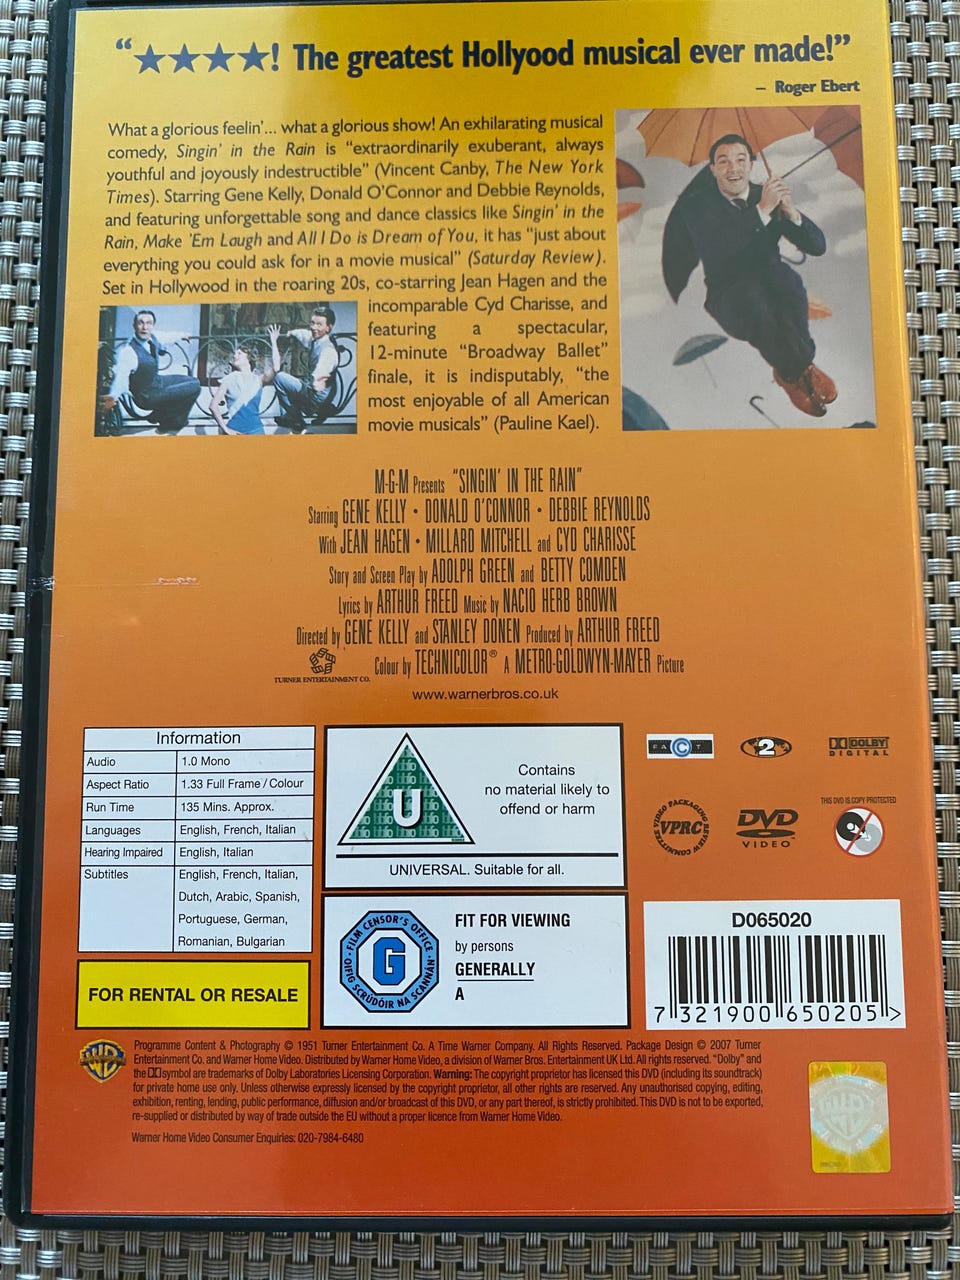 “★★★★! The greatest Hollyood musical ever made!”
– Roger Ebert
What a glorious feelin’... what a glorious show! An exhilarating musical
comedy, Singin’ in the Rain is “extraordinarily exuberant, always
youthful and joyously indestructible” (Vincent Canby, The New York
Times). Starring Gene Kelly, Donald O’Connor and Debbie Reynolds,
and featuring unforgettable song and dance classics like Singin’ in the
Rain, Make ’Em Laugh and All I Do is Dream of You, it has “just about
everything you could ask for in a movie musical” (Saturday Review).
Set in Hollywood in the roaring 20s, co-starring Jean Hagen and the
incomparable Cyd Charisse, and
featuring a spectacular,
12-minute “Broadway Ballet”
finale, it is indisputably, “the
most enjoyable of all American
movie musicals” (Pauline Kael).
M-G-M Presents “SINGIN’ IN THE RAIN”
Starring GENE KELLY • DONALD O’CONNOR • DEBBIE REYNOLDS
With JEAN HAGEN • MILLARD MITCHELL and CYD CHARISSE
Story and Screen Play by ADOLPH GREEN and BETTY COMDEN
Lyrics by ARTHUR FREED Music by NACIO HERB BROWN
Directed by GENE KELLY and STANLEY DONEN Produced by ARTHUR FREED
Colour by TECHNICOLOR® A METRO-GOLDWYN-MAYER Picture
TURNER ENTERTAINMENT CO.
www.warnerbros.co.uk
Information
Audio 1.0 Mono
Aspect Ratio 1.33 Full Frame / Colour
Run Time 135 Mins. Approx.
Languages English, French, Italian
Hearing Impaired English, Italian
Subtitles English, French, Italian,
Dutch, Arabic, Spanish,
Portuguese, German,
Romanian, Bulgarian
FOR RENTAL OR RESALE
U
Contains
no material likely to
offend or harm
UNIVERSAL. Suitable for all.
FILM CENSOR'S OFFICE
G
OIFIG SCRÚDÓIR NA SCANNÁN
FIT FOR VIEWING
by persons
GENERALLY
A
FACT
2
DOLBY
DIGITAL
VIDEO PACKAGING REVIEW COMMITTEE
VPRC
DVD
VIDEO™
THIS DVD IS COPY PROTECTED
D065020
7 321900 650205 >
WB
Programme Content & Photography © 1951 Turner Entertainment Co. A Time Warner Company. All Rights Reserved. Package Design © 2007 Turner
Entertainment Co. and Warner Home Video. Distributed by Warner Home Video, a division of Warner Bros. Entertainment UK Ltd. All rights reserved. “Dolby” and
the DD symbol are trademarks of Dolby Laboratories Licensing Corporation. Warning: The copyright proprietor has licensed this DVD (including its soundtrack)
for private home use only. Unless otherwise expressly licensed by the copyright proprietor, all other rights are reserved. Any unauthorised copying, editing,
exhibition, renting, lending, public performance, diffusion and/or broadcast of this DVD, or any part thereof, is strictly prohibited. This DVD is not to be exported,
re-supplied or distributed by way of trade outside the EU without a proper licence from Warner Home Video.
Warner Home Video Consumer Enquiries: 020-7984-6480